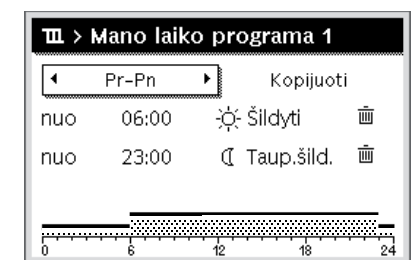 > Mano laiko programa 1
Pr-Pn Kopijuoti
nuo 06:00 Šildyti
nuo 23:00 Taup.šild.
0 6 12 18 24